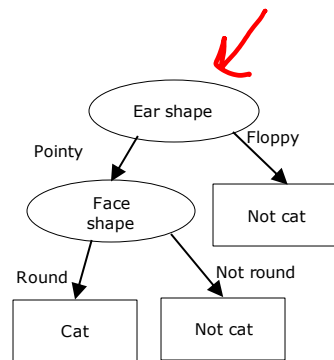 Ear shape
Pointy
Floppy
Face
shape
Not cat
Round
Not round
Cat
Not cat